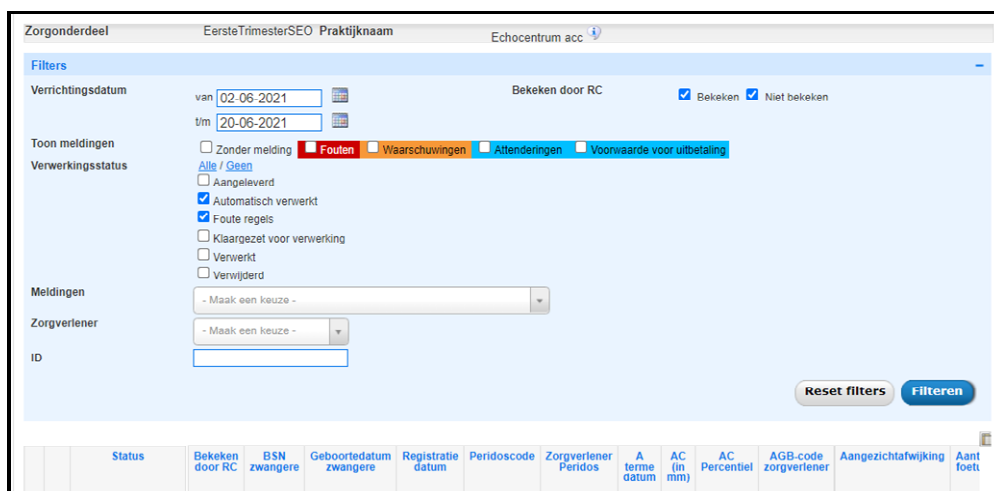 Zorgonderdeel EersteTrimesterSEO Praktijknaam Echocentrum acc
Filters
Verrichtingsdatum van 02-06-2021 Bekeken door RC Bekeken Niet bekeken
t/m 20-06-2021
Toon meldingen Zonder melding Fouten Waarschuwingen Attenderingen Voorwaarde voor uitbetaling
Verwerkingsstatus Alle / Geen
Aangeleverd
Automatisch verwerkt
Foute regels
Klaargezet voor verwerking
Verwerkt
Verwijderd
Meldingen - Maak een keuze -
Zorgverlener - Maak een keuze -
ID
Reset filters Filteren
Status Bekeken BSN Geboortedatum Registratie Peridoscode Zorgverlener A AC AC AGB-code Aangezichtafwijking Aant
door RC zwangere zwangere datum Peridos terme (in Percentiel zorgverlener foetu
datum mm)